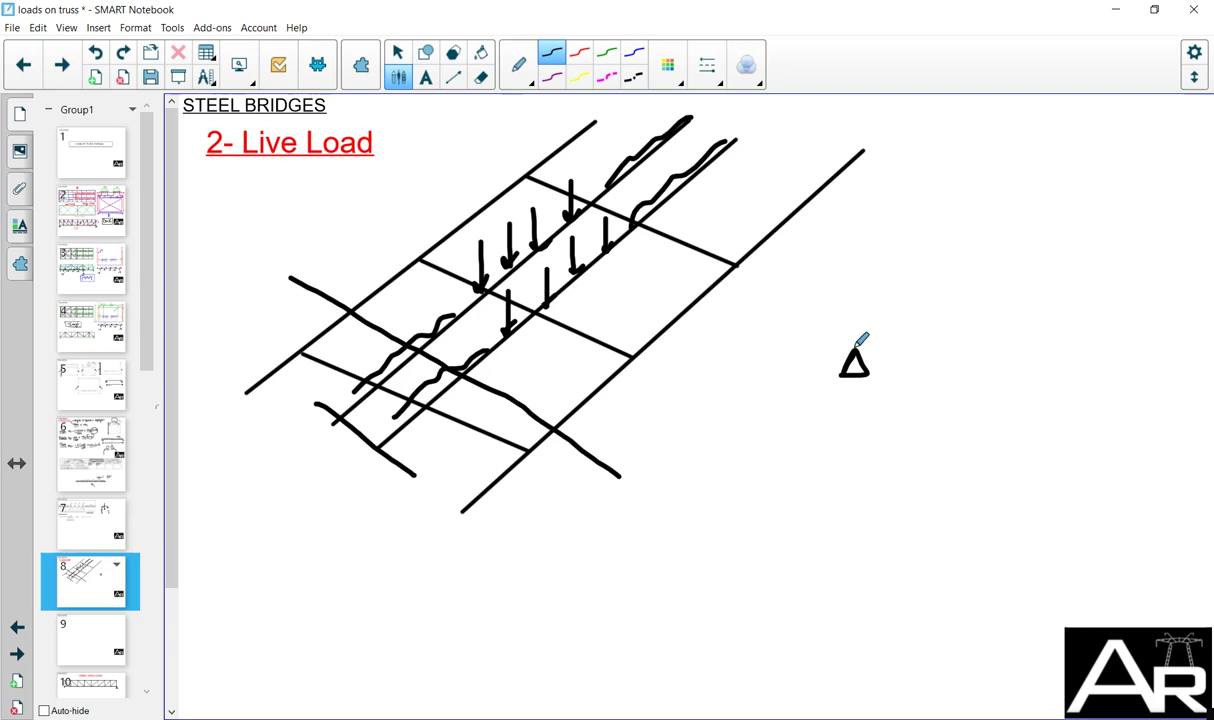 loads on truss * - SMART Notebook
File Edit View Insert Format Tools Add-ons Account Help
Group1
1
2
3
4
5
6
7
8
9
10
Auto-hide
STEEL BRIDGES
2- Live Load
AR